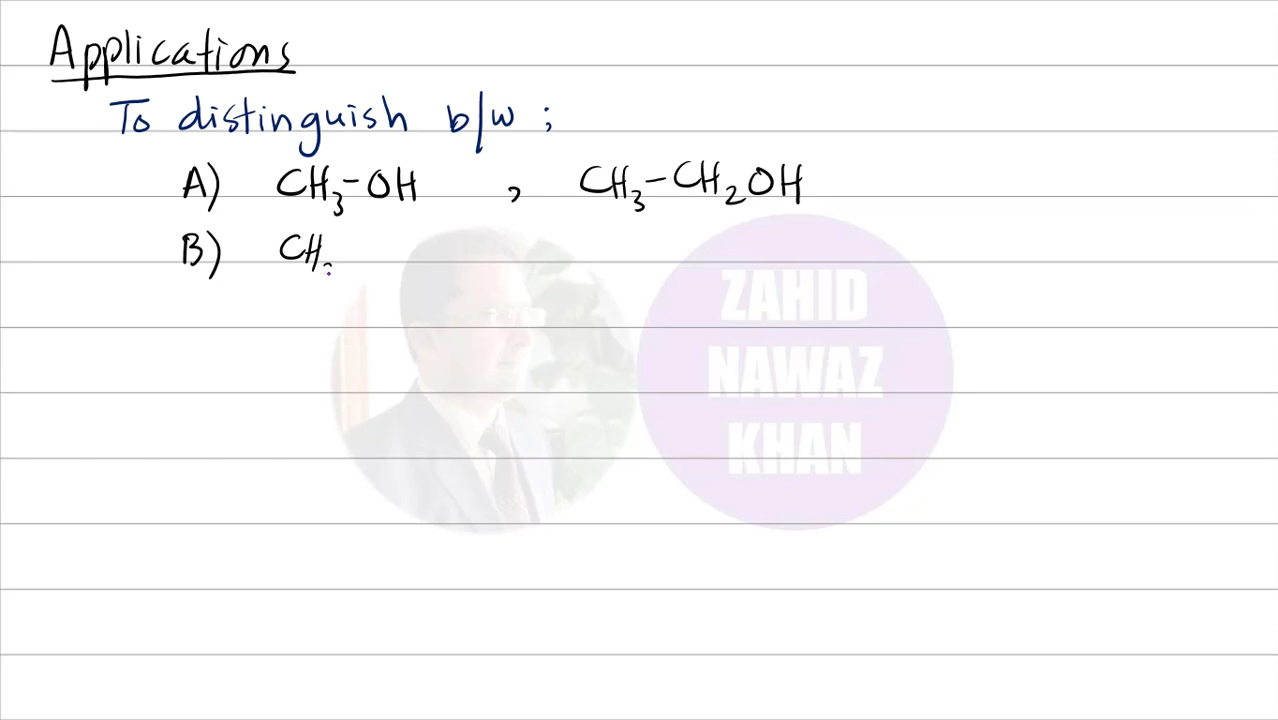 Applications
To distinguish b/w ;
A) CH₃-OH , CH₃-CH₂OH
B) CH
ZAHID
NAWAZ
KHAN